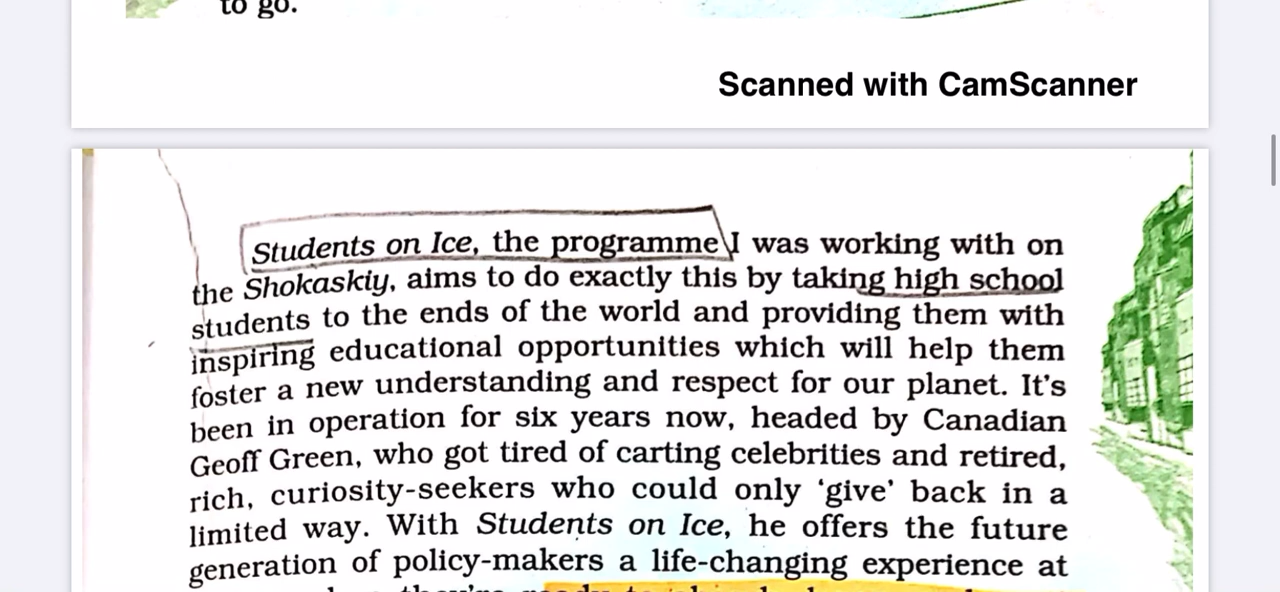 to go.
Scanned with CamScanner
Students on Ice, the programme I was working with on
the Shokaskiy, aims to do exactly this by taking high school
students to the ends of the world and providing them with
inspiring educational opportunities which will help them
foster a new understanding and respect for our planet. It's
been in operation for six years now, headed by Canadian
Geoff Green, who got tired of carting celebrities and retired,
rich, curiosity-seekers who could only 'give' back in a
limited way. With Students on Ice, he offers the future
generation of policy-makers a life-changing experience at